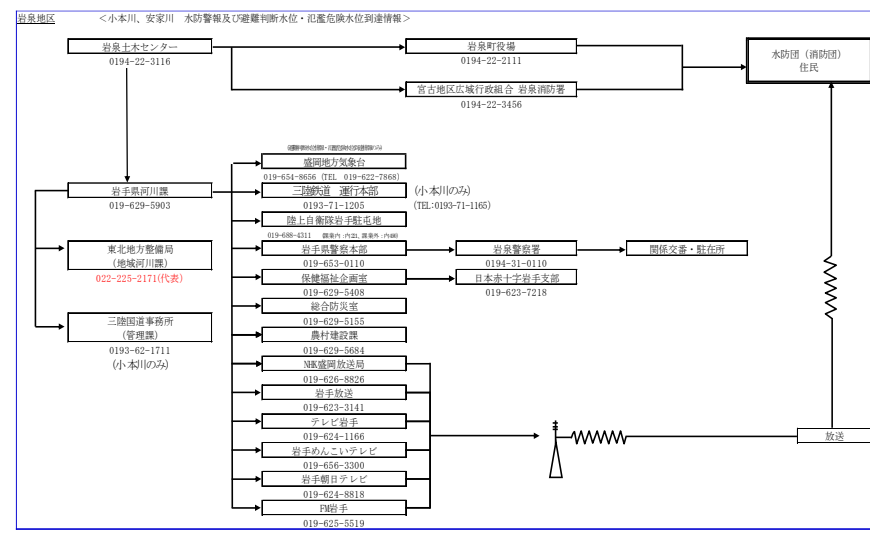 岩泉地区　　　＜小本川、安家川　水防警報及び避難判断水位・氾濫危険水位到達情報＞
岩泉土木センター
0194-22-3116
岩泉町役場
0194-22-2111
宮古地区広域行政組合 岩泉消防署
0194-22-3456
水防団（消防団）
住民
岩手県河川課
019-629-5903
東北地方整備局
（地域河川課）
022-225-2171(代表)
三陸国道事務所
（管理課）
0193-62-1711
(小本川のみ)
盛岡地方気象台
019-654-8656 (TEL 019-622-7868)
三陸鉄道　運行本部
(小本川のみ)
0193-71-1205
(TEL:0193-71-1165)
陸上自衛隊岩手駐屯地
019-688-4311
岩手県警察本部
019-653-0110
岩泉警察署
0194-31-0110
関係交番・駐在所
保健福祉企画室
019-629-5408
日本赤十字岩手支部
019-623-7218
総合防災室
019-629-5155
農村建設課
019-629-5684
NHK盛岡放送局
019-626-8826
岩手放送
019-623-3141
テレビ岩手
019-624-1166
岩手めんこいテレビ
019-656-3300
岩手朝日テレビ
019-624-8818
FM岩手
019-625-5519
放送